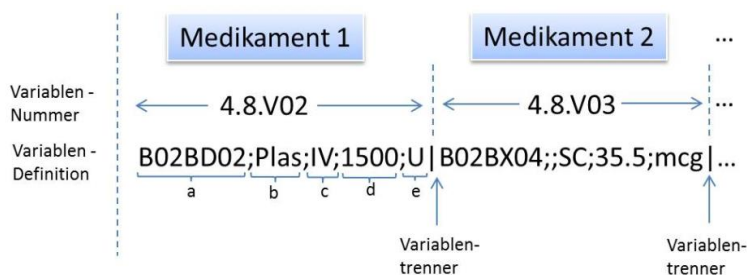 Medikament 1 Medikament 2 ...
Variablen - Nummer 4.8.V02 4.8.V03 ...
Variablen - Definition B02BD02;Plas;IV;1500;U|B02BX04;;SC;35.5;mcg|...
a b c d e
Variablen- Variablen-
trenner trenner